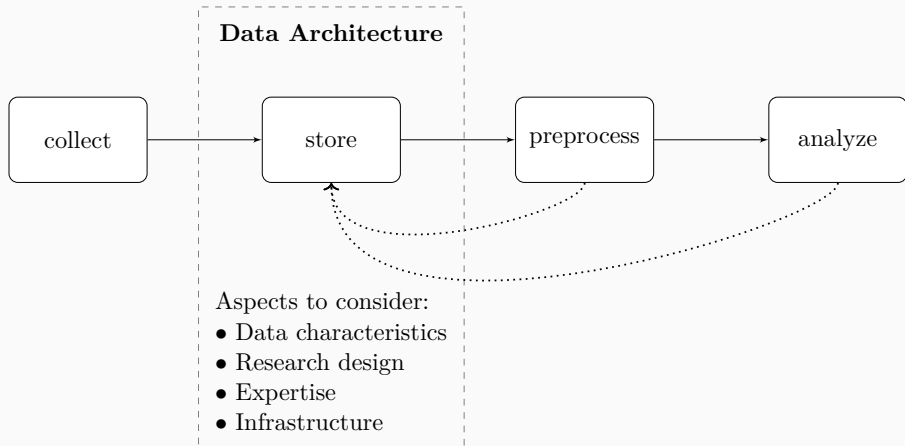 Data Architecture
collect
store
preprocess
analyze
Aspects to consider:
• Data characteristics
• Research design
• Expertise
• Infrastructure